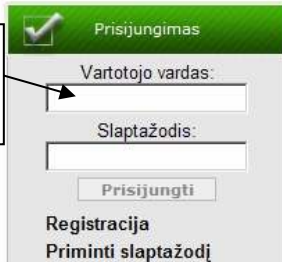 Prisijungimas
Vartotojo vardas:
Slaptažodis:
Prisijungti
Registracija
Priminti slaptažodį